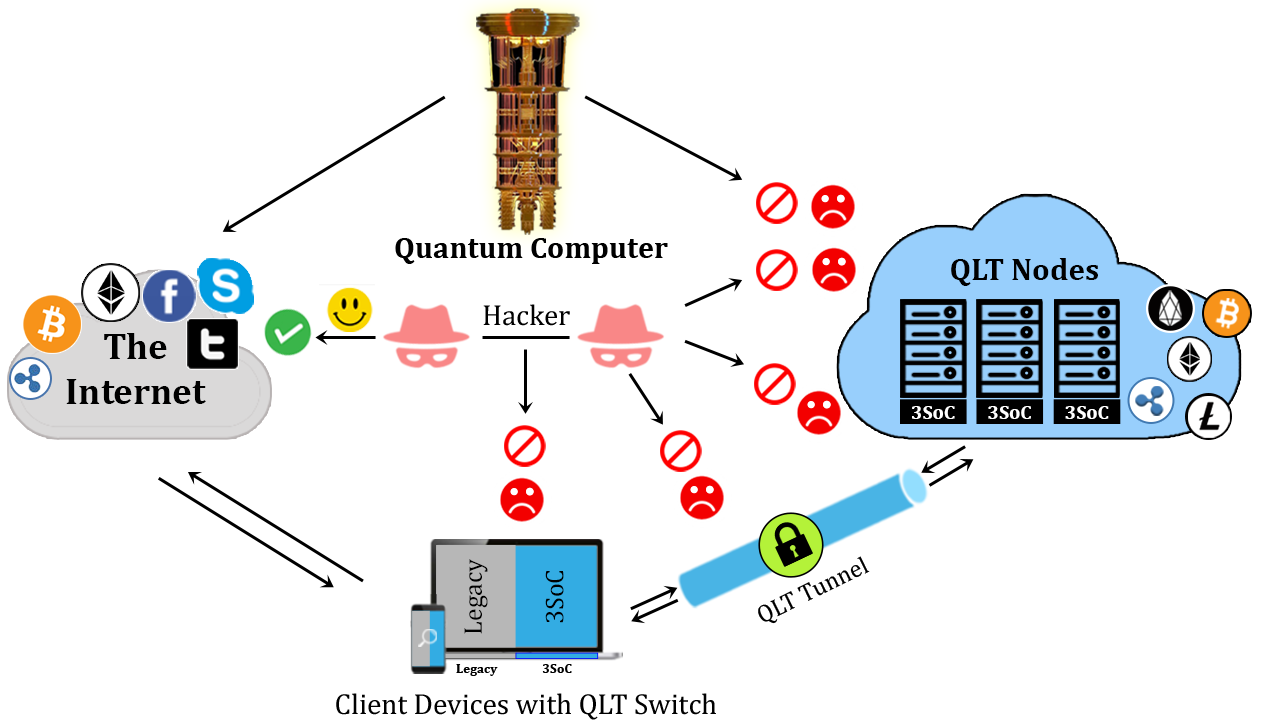 Quantum Computer
Hacker
The
Internet
QLT Nodes
3SoC
3SoC
3SoC
QLT Tunnel
Legacy
3SoC
Legacy
3SoC
Client Devices with QLT Switch